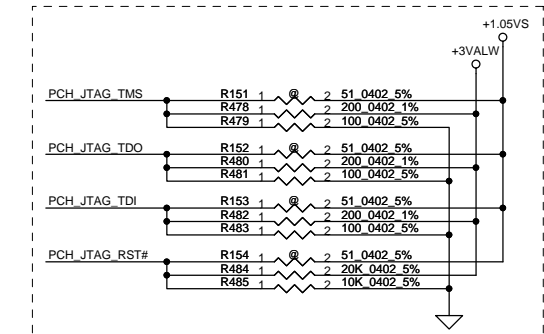 +1.05VS
+3VALW
PCH_JTAG_TMS R151 1 @ 2 51_0402_5%
R478 1 2 200_0402_1%
R479 1 2 100_0402_5%
PCH_JTAG_TDO R152 1 @ 2 51_0402_5%
R480 1 2 200_0402_1%
R481 1 2 100_0402_5%
PCH_JTAG_TDI R153 1 @ 2 51_0402_5%
R482 1 2 200_0402_1%
R483 1 2 100_0402_5%
PCH_JTAG_RST# R154 1 @ 2 51_0402_5%
R484 1 2 20K_0402_5%
R485 1 2 10K_0402_5%